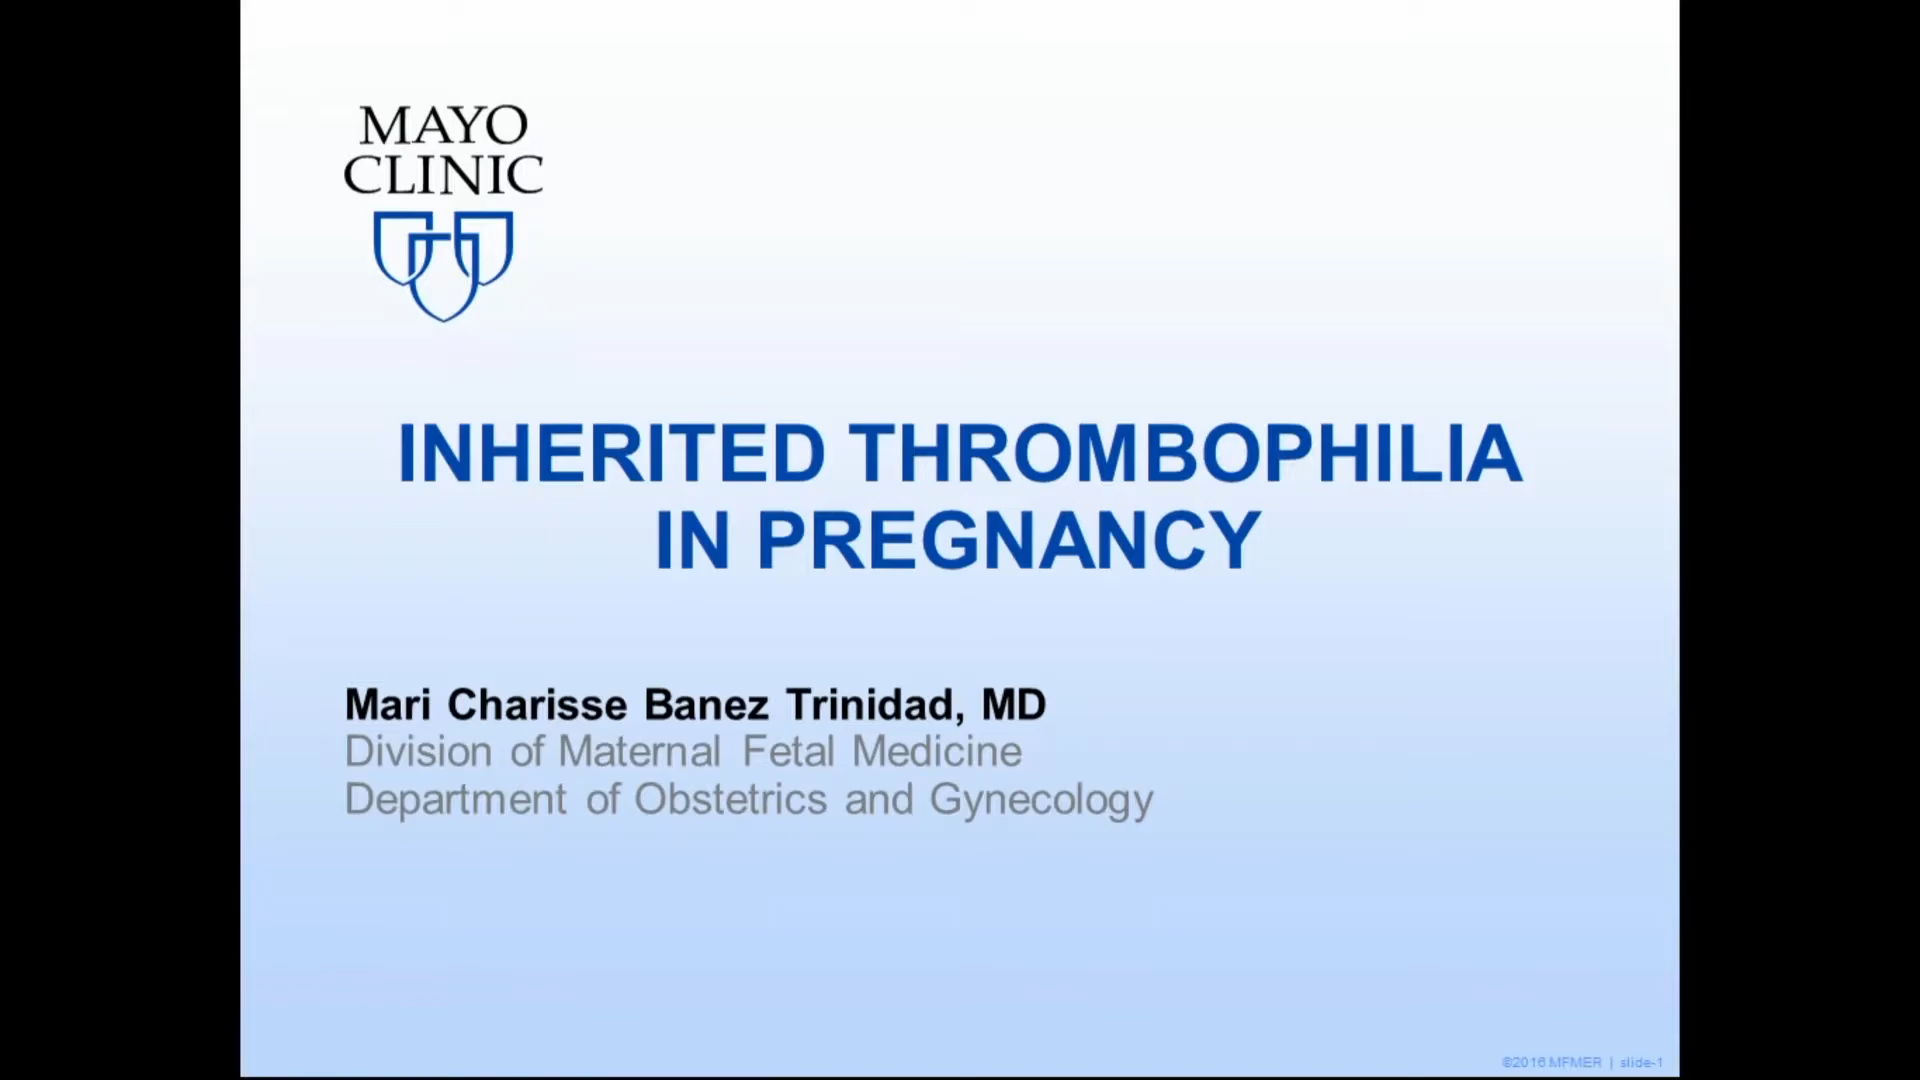 MAYO
CLINIC
INHERITED THROMBOPHILIA
IN PREGNANCY
Mari Charisse Banez Trinidad, MD
Division of Maternal Fetal Medicine
Department of Obstetrics and Gynecology
©2016 MFMER | slide-1